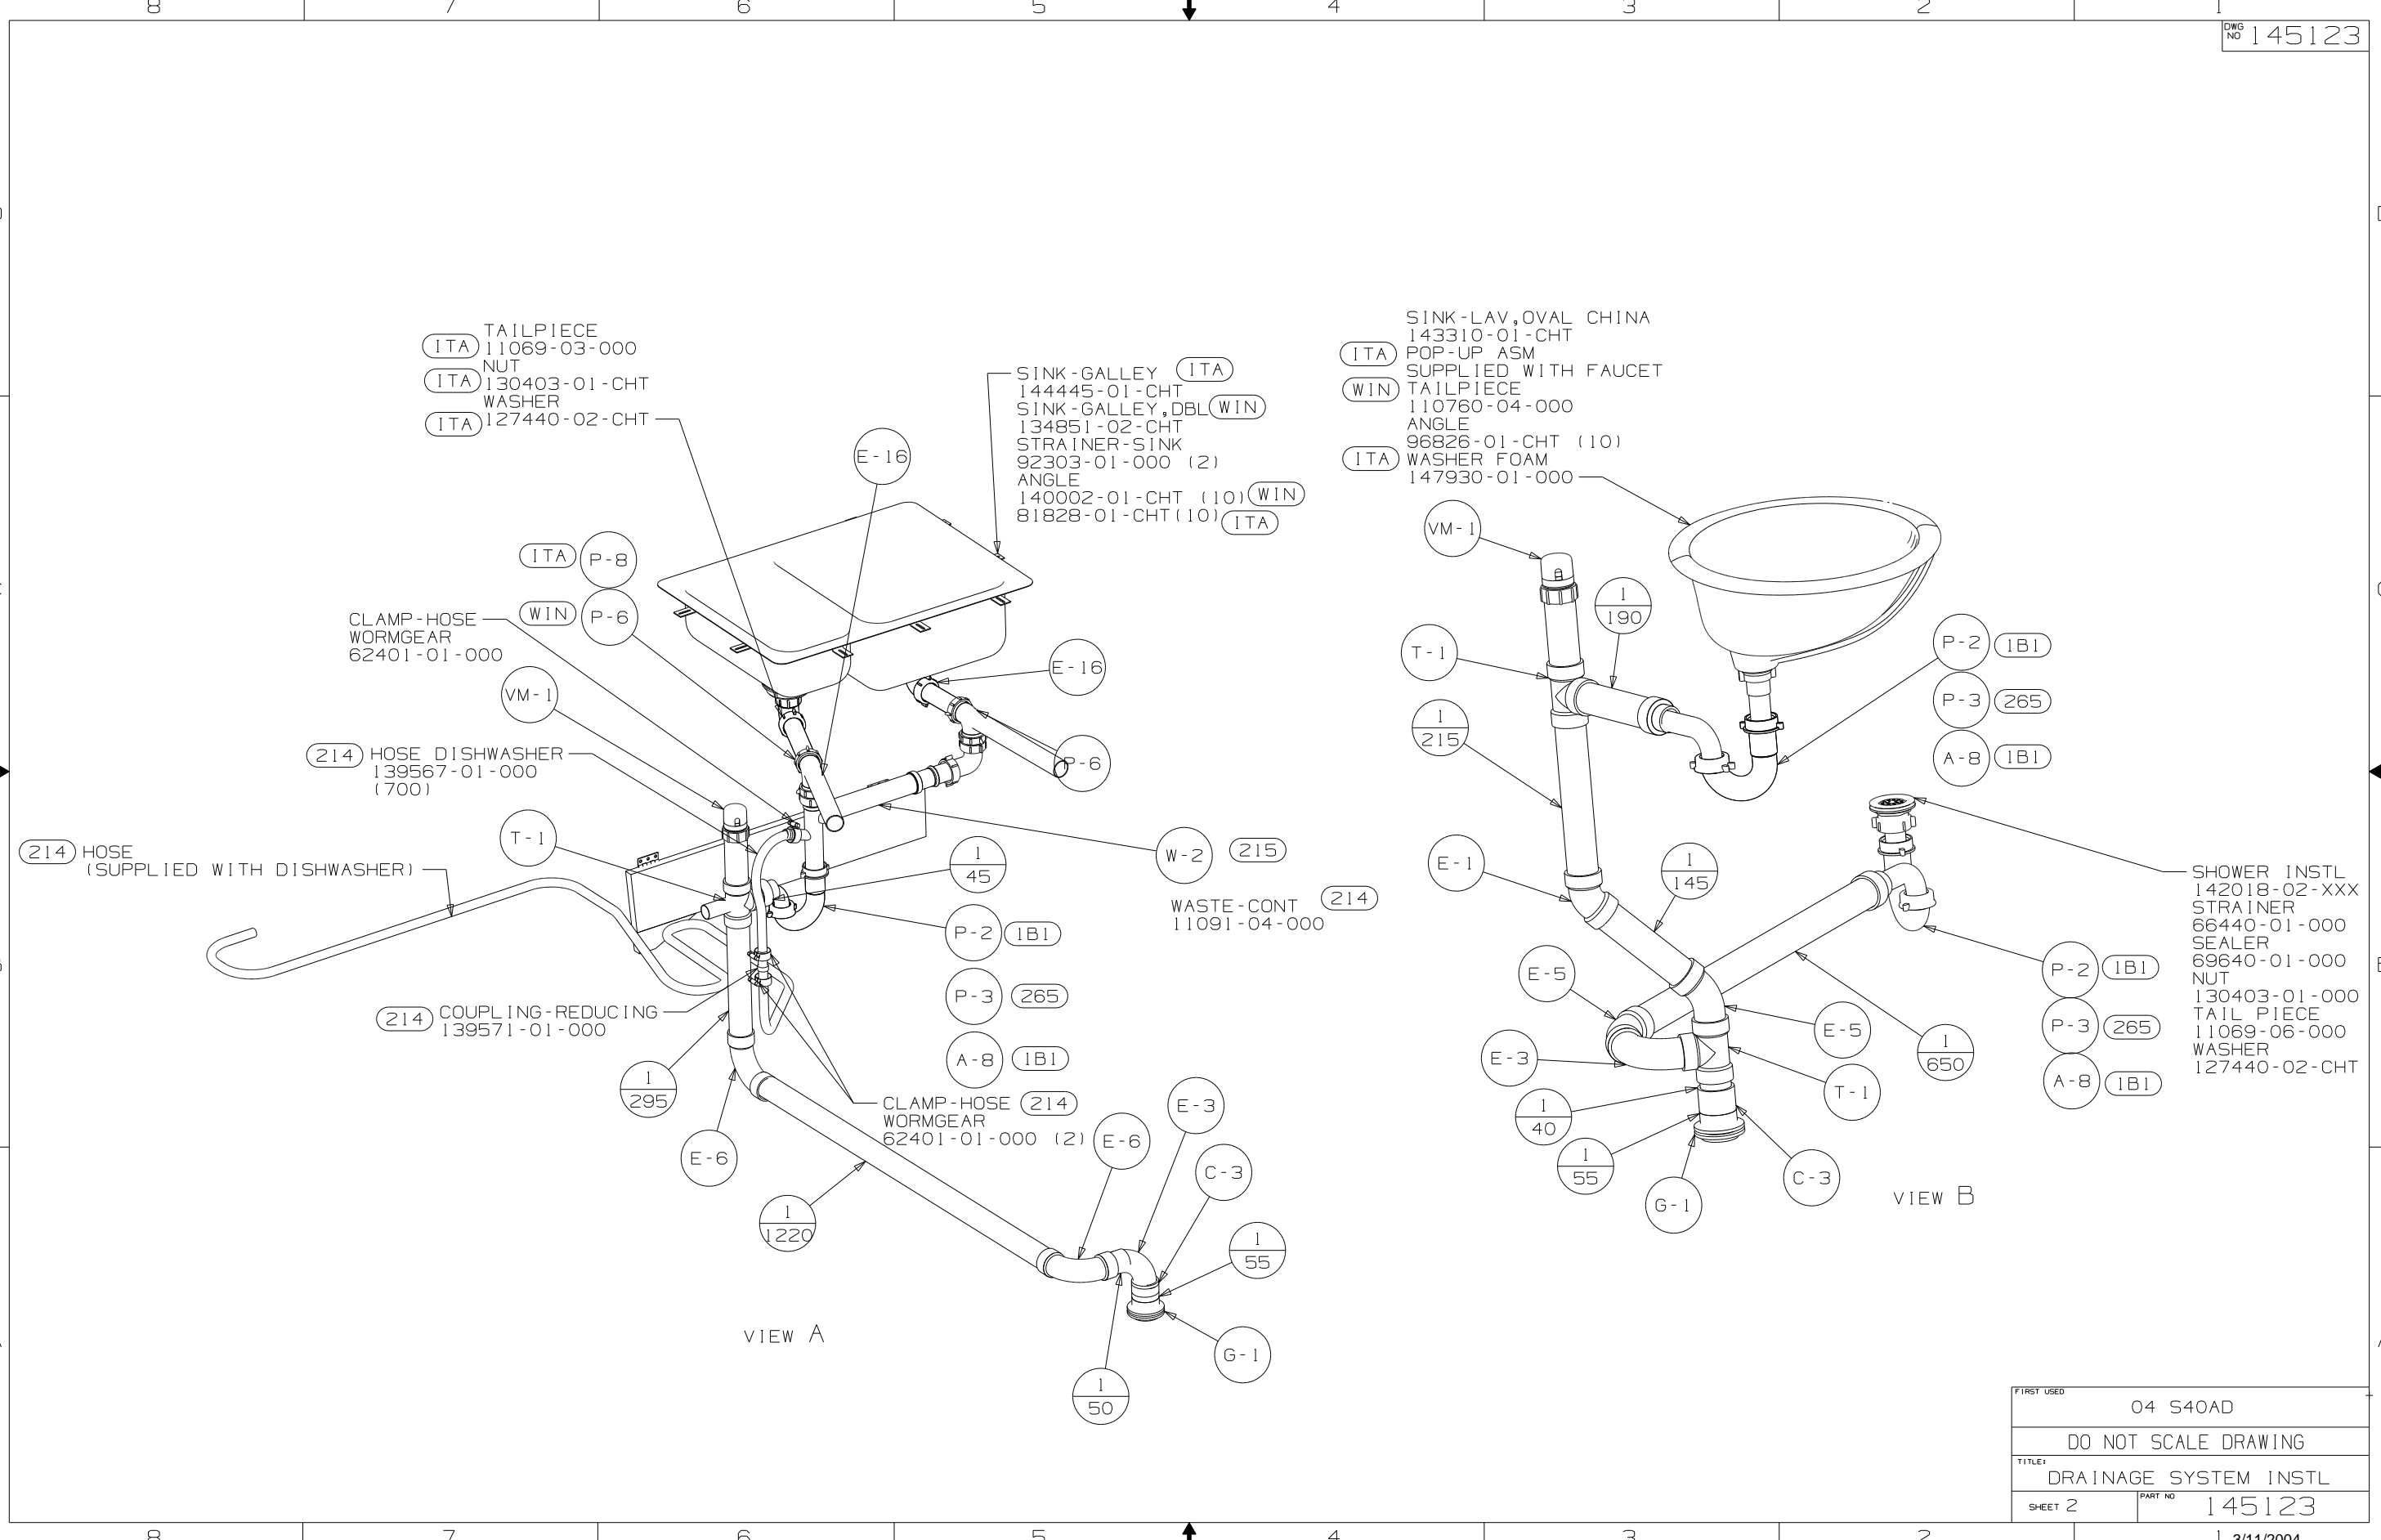 8 7 6 5 4 3 2 1
DWG NO 145123
TAILPIECE
ITA 11069-03-000
NUT
ITA 130403-01-CHT
WASHER
ITA 127440-02-CHT
E-16
SINK-GALLEY ITA
144445-01-CHT
SINK-GALLEY,DBL WIN
134851-02-CHT
STRAINER-SINK
92303-01-000 (2)
ANGLE
140002-01-CHT (10) WIN
81828-01-CHT(10) ITA
ITA P-8
WIN P-6
CLAMP-HOSE
WORMGEAR
62401-01-000
VM-1
214 HOSE DISHWASHER
139567-01-000
(700)
T-1
214 HOSE
(SUPPLIED WITH DISHWASHER)
E-16
P-6
W-2 215
WASTE-CONT 214
11091-04-000
1
45
P-2 1B1
P-3 265
A-8 1B1
214 COUPLING-REDUCING
139571-01-000
1
295
E-6
CLAMP-HOSE 214
WORMGEAR
62401-01-000 (2)
1
1220
E-6
E-3
C-3
1
55
G-1
1
50
VIEW A
SINK-LAV,OVAL CHINA
143310-01-CHT
ITA POP-UP ASM
SUPPLIED WITH FAUCET
WIN TAILPIECE
110760-04-000
ANGLE
96826-01-CHT (10)
ITA WASHER FOAM
147930-01-000
VM-1
1
190
T-1
1
215
P-2 1B1
P-3 265
A-8 1B1
E-1
1
145
E-5
E-3
E-5
1
650
T-1
1
40
1
55
G-1
C-3
SHOWER INSTL
142018-02-XXX
STRAINER
66440-01-000
SEALER
69640-01-000
NUT
130403-01-000
TAIL PIECE
11069-06-000
WASHER
127440-02-CHT
P-2 1B1
P-3 265
A-8 1B1
VIEW B
FIRST USED
04 S40AD
DO NOT SCALE DRAWING
TITLE:
DRAINAGE SYSTEM INSTL
SHEET 2 PART NO 145123
8 7 6 5 4 3 2 1
3/11/2004